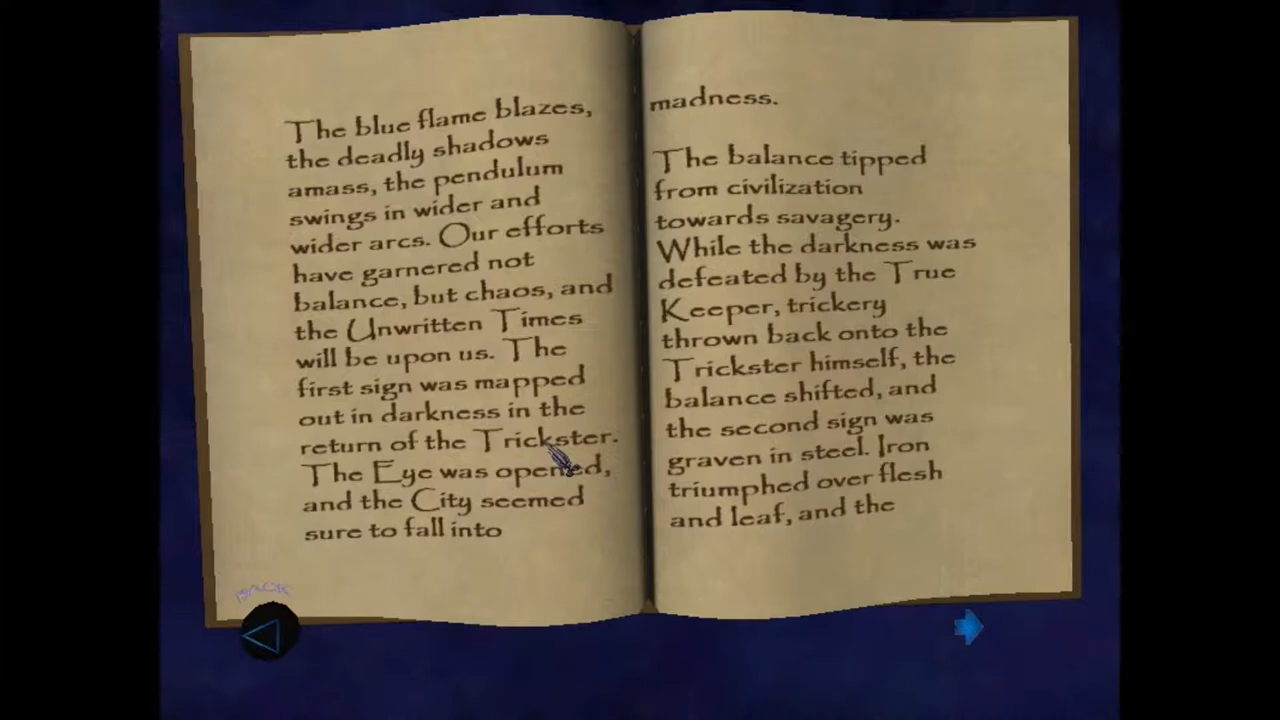 The blue flame blazes,
the deadly shadows
amass, the pendulum
swings in wider and
wider arcs. Our efforts
have garnered not
balance, but chaos, and
the Unwritten Times
will be upon us. The
first sign was mapped
out in darkness in the
return of the Trickster.
The Eye was opened,
and the City seemed
sure to fall into
BACK
madness.
The balance tipped
from civilization
towards savagery.
While the darkness was
defeated by the True
Keeper, trickery
thrown back onto the
Trickster himself, the
balance shifted, and
the second sign was
graven in steel. Iron
triumphed over flesh
and leaf, and the